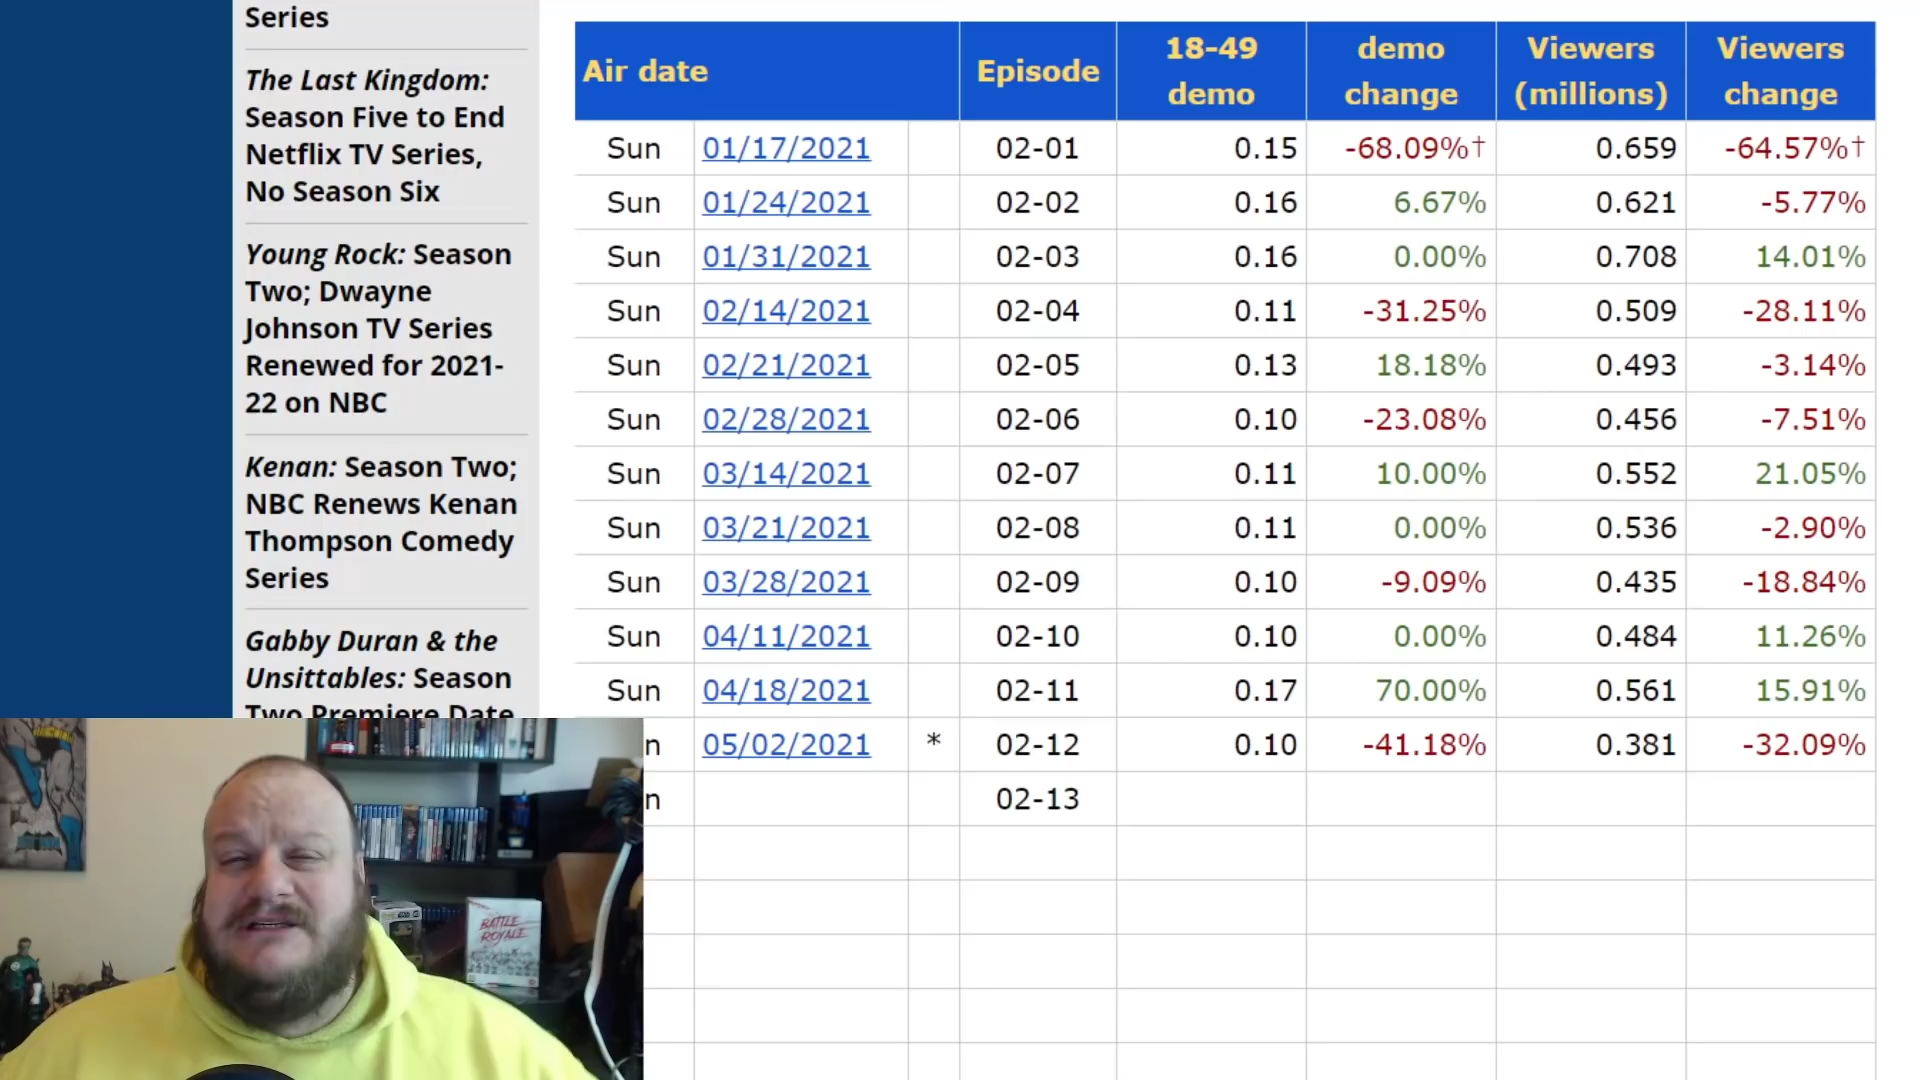 Series
The Last Kingdom:
Season Five to End
Netflix TV Series,
No Season Six
Young Rock: Season
Two; Dwayne
Johnson TV Series
Renewed for 2021-
22 on NBC
Kenan: Season Two;
NBC Renews Kenan
Thompson Comedy
Series
Gabby Duran & the
Unsittables: Season
Two Premiere Date
Air date Episode 18-49 demo demo change Viewers (millions) Viewers change
Sun 01/17/2021 02-01 0.15 -68.09%† 0.659 -64.57%†
Sun 01/24/2021 02-02 0.16 6.67% 0.621 -5.77%
Sun 01/31/2021 02-03 0.16 0.00% 0.708 14.01%
Sun 02/14/2021 02-04 0.11 -31.25% 0.509 -28.11%
Sun 02/21/2021 02-05 0.13 18.18% 0.493 -3.14%
Sun 02/28/2021 02-06 0.10 -23.08% 0.456 -7.51%
Sun 03/14/2021 02-07 0.11 10.00% 0.552 21.05%
Sun 03/21/2021 02-08 0.11 0.00% 0.536 -2.90%
Sun 03/28/2021 02-09 0.10 -9.09% 0.435 -18.84%
Sun 04/11/2021 02-10 0.10 0.00% 0.484 11.26%
Sun 04/18/2021 02-11 0.17 70.00% 0.561 15.91%
n 05/02/2021 * 02-12 0.10 -41.18% 0.381 -32.09%
n 02-13
BATTLE
ROYALE